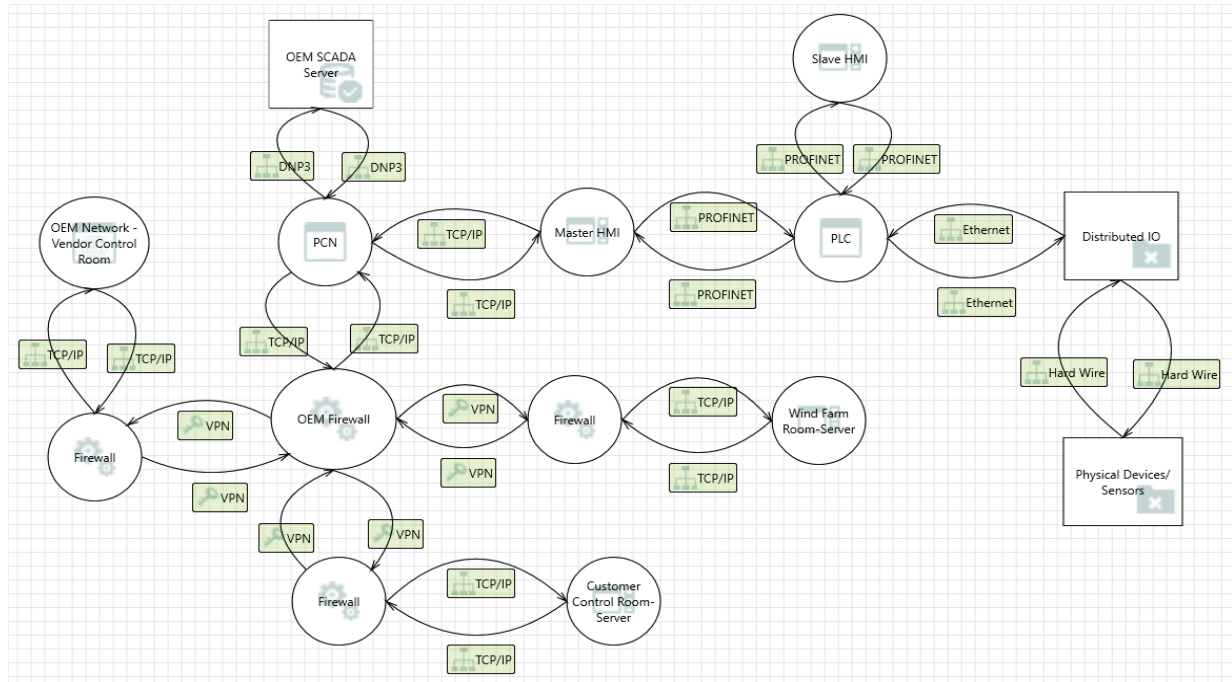 OEM SCADA
Server
Slave HMI
DNP3
DNP3
PROFINET
PROFINET
OEM Network -
Vendor Control
Room
PCN
TCP/IP
TCP/IP
Master HMI
PROFINET
PROFINET
PLC
Ethernet
Ethernet
Distributed IO
TCP/IP
TCP/IP
TCP/IP
TCP/IP
Hard Wire
Hard Wire
Firewall
VPN
VPN
OEM Firewall
VPN
VPN
Firewall
TCP/IP
TCP/IP
Wind Farm
Room-Server
Physical Devices/
Sensors
VPN
VPN
Firewall
TCP/IP
TCP/IP
Customer
Control Room-
Server